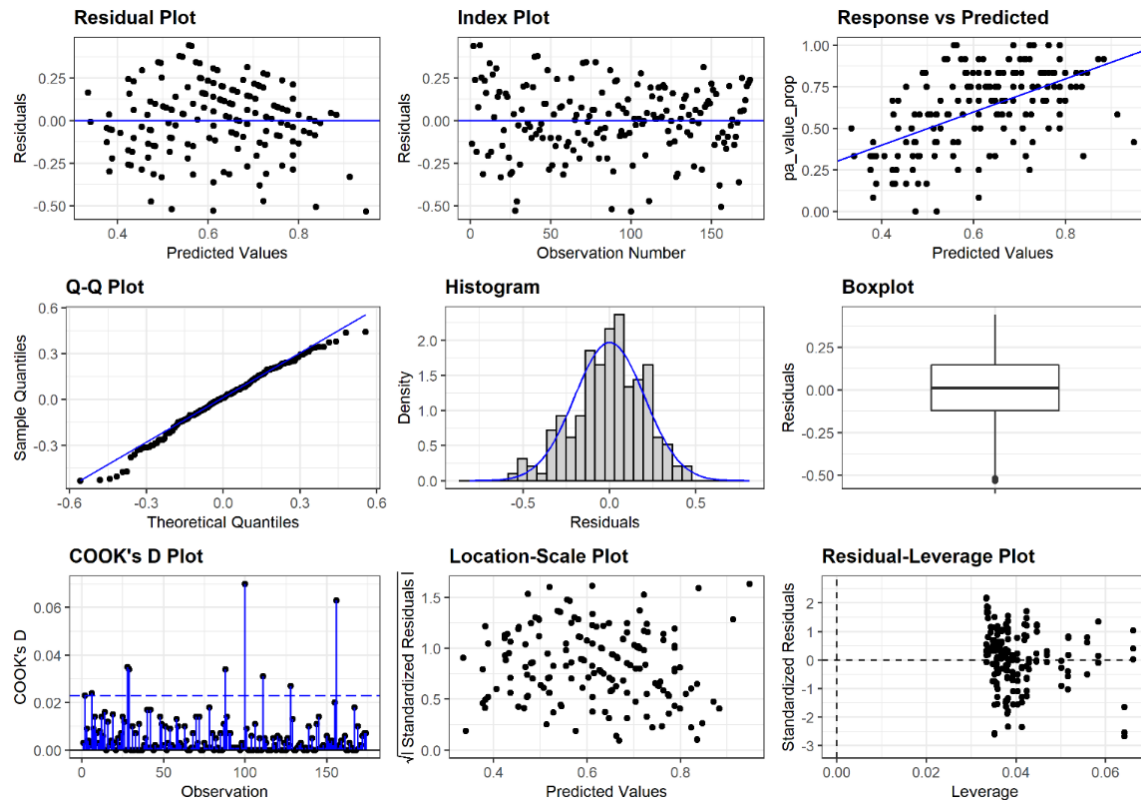 Residual Plot
Residuals
0.25
0.00
-0.25
-0.50
0.4 0.6 0.8
Predicted Values
Index Plot
Residuals
0.25
0.00
-0.25
-0.50
0 50 100 150
Observation Number
Response vs Predicted
pa_value_prop
1.00
0.75
0.50
0.25
0.00
0.4 0.6 0.8
Predicted Values
Q-Q Plot
Sample Quantiles
0.6
0.3
0.0
-0.3
-0.6 -0.3 0.0 0.3 0.6
Theoretical Quantiles
Histogram
Density
2.0
1.5
1.0
0.5
0.0
-0.5 0.0 0.5
Residuals
Boxplot
Residuals
0.25
0.00
-0.25
-0.50
COOK's D Plot
COOK's D
0.06
0.04
0.02
0.00
0 50 100 150
Observation
Location-Scale Plot
√| Standardized Residuals |
1.5
1.0
0.5
0.0
0.4 0.6 0.8
Predicted Values
Residual-Leverage Plot
Standardized Residuals
2
1
0
-1
-2
-3
0.00 0.02 0.04 0.06
Leverage